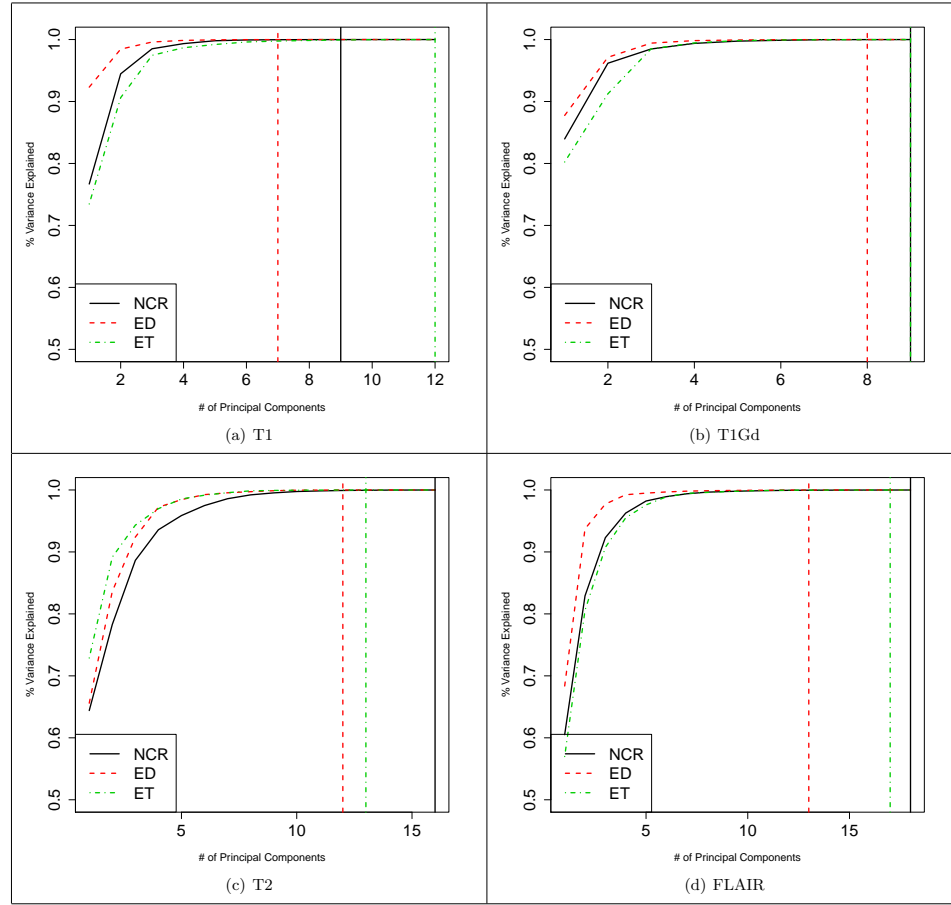 1.0
0.9
0.8
0.7
0.6
0.5
% Variance Explained
NCR
ED
ET
2 4 6 8 10 12
# of Principal Components
(a) T1
1.0
0.9
0.8
0.7
0.6
0.5
% Variance Explained
NCR
ED
ET
2 4 6 8
# of Principal Components
(b) T1Gd
1.0
0.9
0.8
0.7
0.6
0.5
% Variance Explained
NCR
ED
ET
5 10 15
# of Principal Components
(c) T2
1.0
0.9
0.8
0.7
0.6
0.5
% Variance Explained
NCR
ED
ET
5 10 15
# of Principal Components
(d) FLAIR